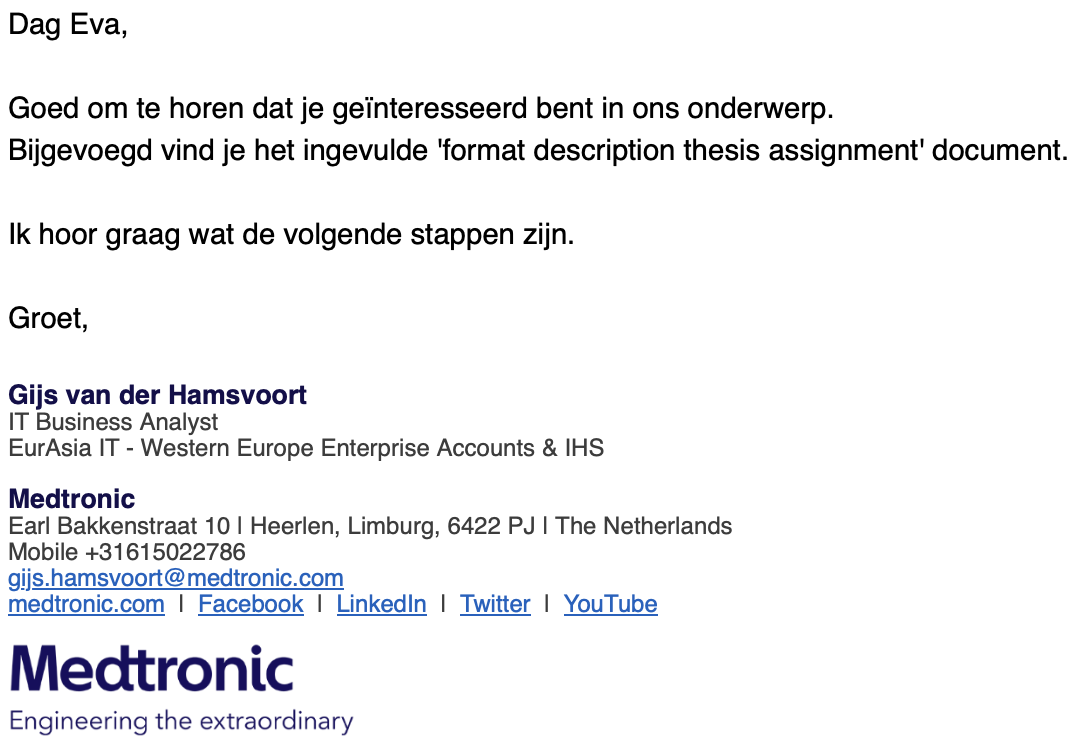 Dag Eva,
Goed om te horen dat je geïnteresseerd bent in ons onderwerp.
Bijgevoegd vind je het ingevulde 'format description thesis assignment' document.
Ik hoor graag wat de volgende stappen zijn.
Groet,
Gijs van der Hamsvoort
IT Business Analyst
EurAsia IT - Western Europe Enterprise Accounts & IHS
Medtronic
Earl Bakkenstraat 10 | Heerlen, Limburg, 6422 PJ | The Netherlands
Mobile +31615022786
gijs.hamsvoort@medtronic.com
medtronic.com | Facebook | LinkedIn | Twitter | YouTube
Medtronic
Engineering the extraordinary